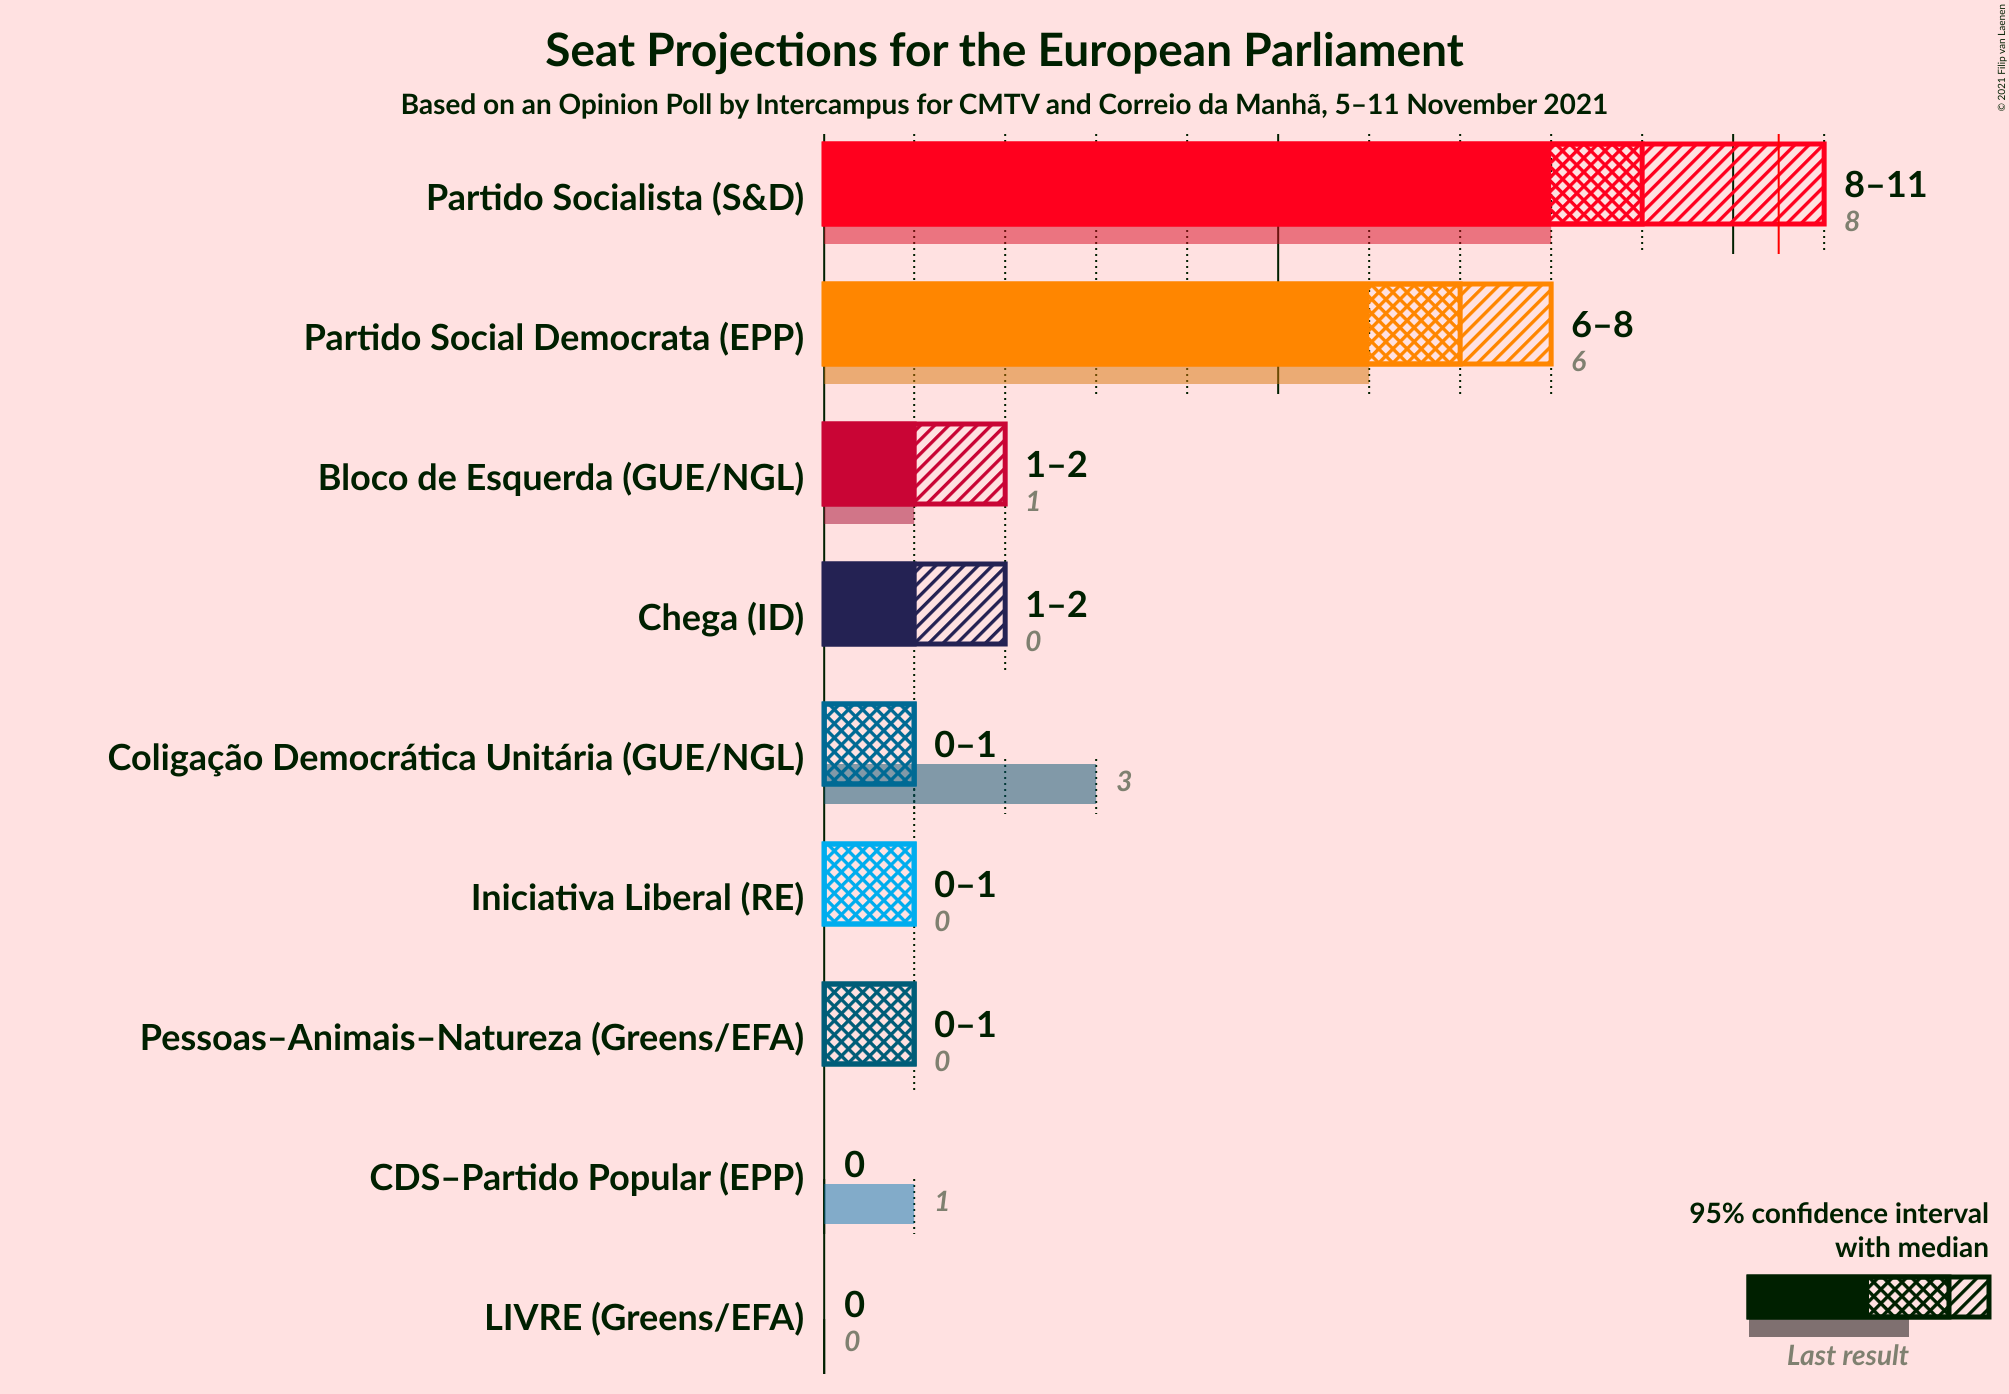 Seat Projections for the European Parliament
Based on an Opinion Poll by Intercampus for CMTV and Correio da Manhã, 5–11 November 2021
© 2021 Filip van Laenen
Partido Socialista (S&D)
8–11
8
Partido Social Democrata (EPP)
6–8
6
Bloco de Esquerda (GUE/NGL)
1–2
1
Chega (ID)
1–2
0
Coligação Democrática Unitária (GUE/NGL)
0–1
3
Iniciativa Liberal (RE)
0–1
0
Pessoas–Animais–Natureza (Greens/EFA)
0–1
0
CDS–Partido Popular (EPP)
0
1
LIVRE (Greens/EFA)
0
0
95% confidence interval
with median
Last result